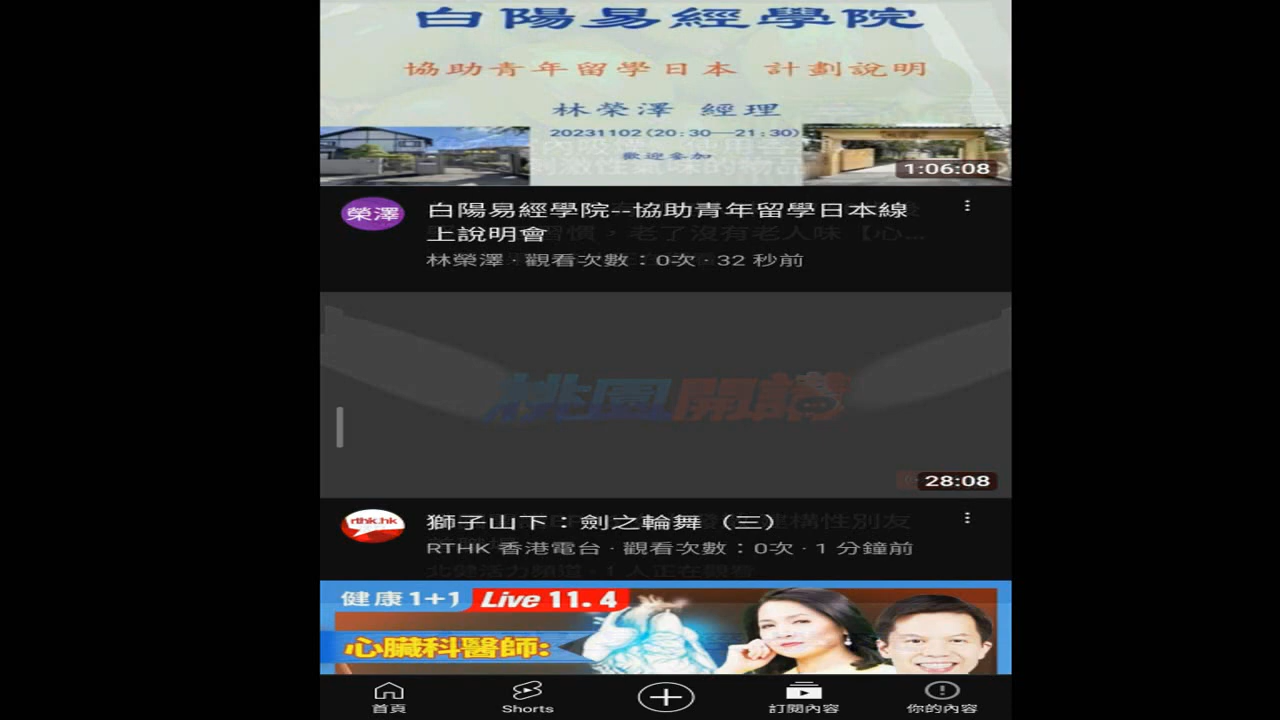 白陽易經學院
協助青年留學日本 計劃說明
林榮澤 經理
20231102(20:30—21:30)
歡迎參加
1:06:08
榮澤
白陽易經學院--協助青年留學日本線
上說明會
林榮澤 · 觀看次數：0次 · 32 秒前
桃園開講
28:08
rthk.hk
獅子山下：劍之輪舞（三）
RTHK 香港電台 · 觀看次數：0次 · 1 分鐘前
健康1+1 Live 11.4
心臟科醫師:
首頁
Shorts
訂閱內容
你的內容